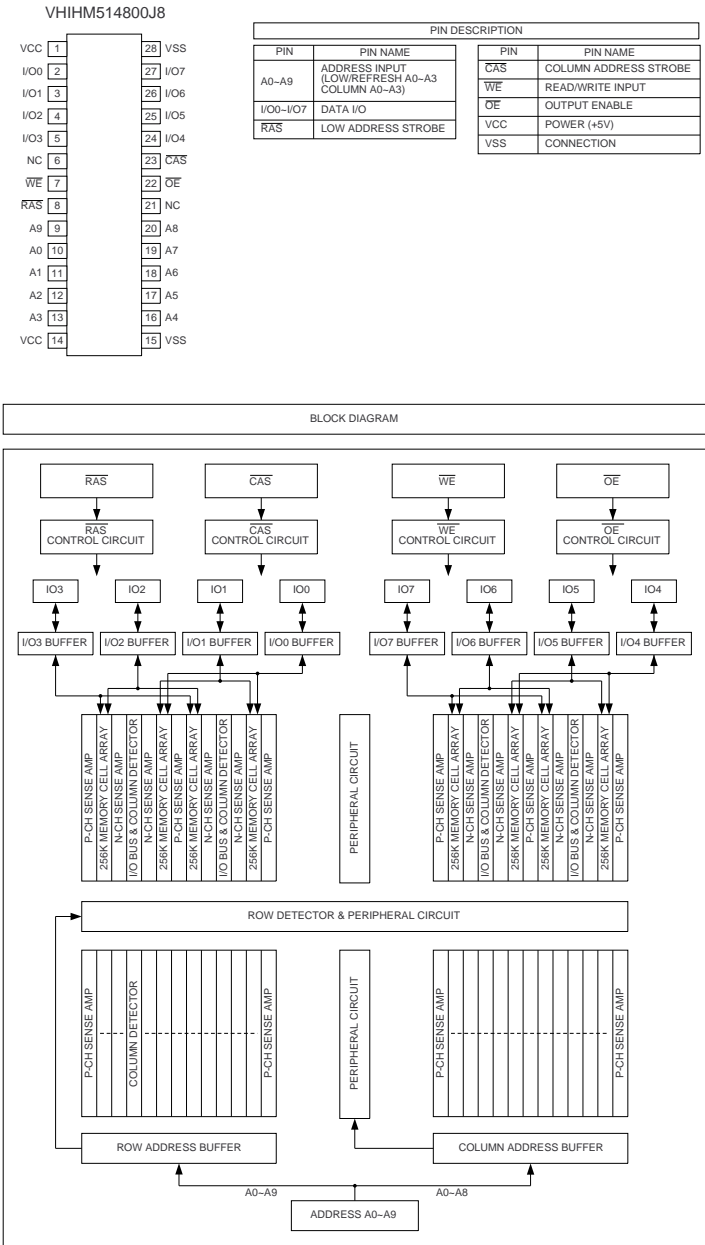 VHIHM514800J8
VCC 1 28 VSS
I/O0 2 27 I/O7
I/O1 3 26 I/O6
I/O2 4 25 I/O5
I/O3 5 24 I/O4
NC 6 23 CAS
WE 7 22 OE
RAS 8 21 NC
A9 9 20 A8
A0 10 19 A7
A1 11 18 A6
A2 12 17 A5
A3 13 16 A4
VCC 14 15 VSS
PIN DESCRIPTION
PIN PIN NAME
A0~A9 ADDRESS INPUT
(LOW/REFRESH A0~A3
COLUMN A0~A3)
I/O0~I/O7 DATA I/O
RAS LOW ADDRESS STROBE
PIN PIN NAME
CAS COLUMN ADDRESS STROBE
WE READ/WRITE INPUT
OE OUTPUT ENABLE
VCC POWER (+5V)
VSS CONNECTION
BLOCK DIAGRAM
RAS CAS WE OE
RAS CONTROL CIRCUIT
CAS CONTROL CIRCUIT
WE CONTROL CIRCUIT
OE CONTROL CIRCUIT
IO3 IO2 IO1 IO0 IO7 IO6 IO5 IO4
I/O3 BUFFER I/O2 BUFFER I/O1 BUFFER I/O0 BUFFER I/O7 BUFFER I/O6 BUFFER I/O5 BUFFER I/O4 BUFFER
P-CH SENSE AMP
256K MEMORY CELL ARRAY
N-CH SENSE AMP
I/O BUS & COLUMN DETECTOR
N-CH SENSE AMP
256K MEMORY CELL ARRAY
P-CH SENSE AMP
256K MEMORY CELL ARRAY
N-CH SENSE AMP
I/O BUS & COLUMN DETECTOR
N-CH SENSE AMP
256K MEMORY CELL ARRAY
P-CH SENSE AMP
PERIPHERAL CIRCUIT
P-CH SENSE AMP
256K MEMORY CELL ARRAY
N-CH SENSE AMP
I/O BUS & COLUMN DETECTOR
N-CH SENSE AMP
256K MEMORY CELL ARRAY
P-CH SENSE AMP
256K MEMORY CELL ARRAY
N-CH SENSE AMP
I/O BUS & COLUMN DETECTOR
N-CH SENSE AMP
256K MEMORY CELL ARRAY
P-CH SENSE AMP
ROW DETECTOR & PERIPHERAL CIRCUIT
P-CH SENSE AMP
COLUMN DETECTOR
P-CH SENSE AMP
PERIPHERAL CIRCUIT
P-CH SENSE AMP
P-CH SENSE AMP
ROW ADDRESS BUFFER
COLUMN ADDRESS BUFFER
A0~A9 A0~A8
ADDRESS A0~A9